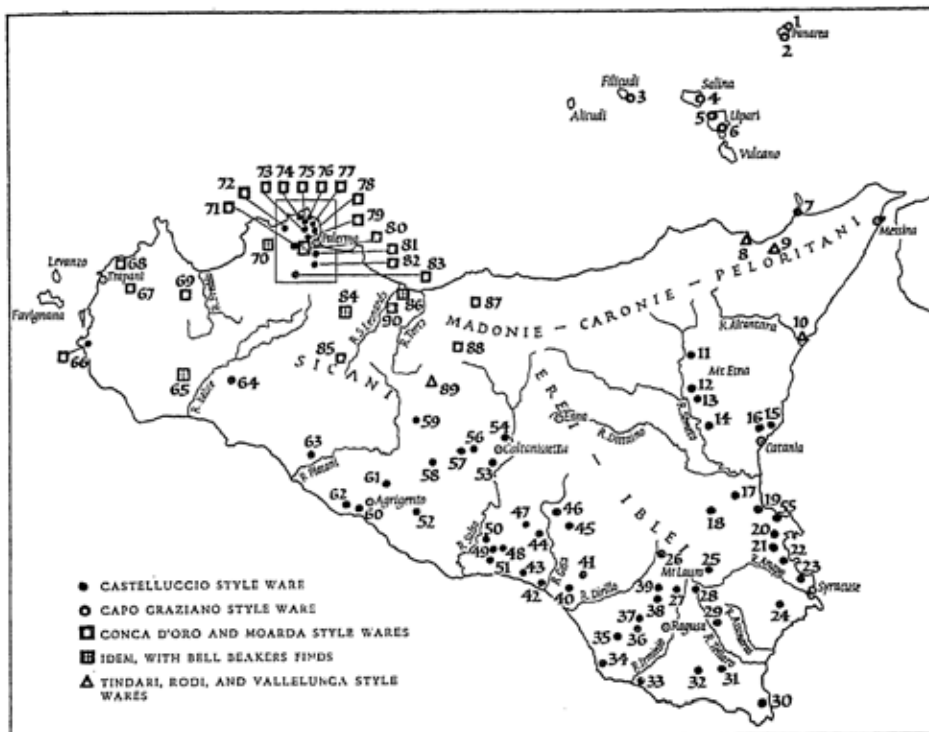 1
Panarea
2
Filicudi
3
Salina
4
Alicudi
5
Lipari
6
Vulcano
73 74 75 76 77
72
78
71
79
7
80
Messina
Palermo
81
70
82
8
9
83
Levanzo
68
Trapani
67
69
86
87
MADONIE – CARONIE – PELORITANI
R. Alcantara
10
Favignana
84
R. S. Leonardo
90
R. Torto
66
85
88
11
SICANI
Mt Etna
65
R. Belice
64
89
12
13
R. Simeto
EREI
59
Enna
14
16
15
R. Dittaino
Catania
63
54
56
Caltanissetta
57
53
R. Platani
58
61
17
62
Agrigento
60
52
46
18
19
55
47
45
IBLEI
20
50
R. Salso
44
21
49
48
26
25
22
R. Anapo
51
43
R. Gela
41
Mt Lauro
23
Syracuse
42
40
R. Dirillo
39
27
28
38
24
37
29
R. Asinaro
36
Ragusa
35
R. Tellaro
34
R. Irminio
33
32
31
30
● CASTELLUCCIO STYLE WARE
○ CAPO GRAZIANO STYLE WARE
□ CONCA D'ORO AND MOARDA STYLE WARES
⊞ IDEM, WITH BELL BEAKERS FINDS
△ TINDARI, RODI, AND VALLELUNGA STYLE
WARES